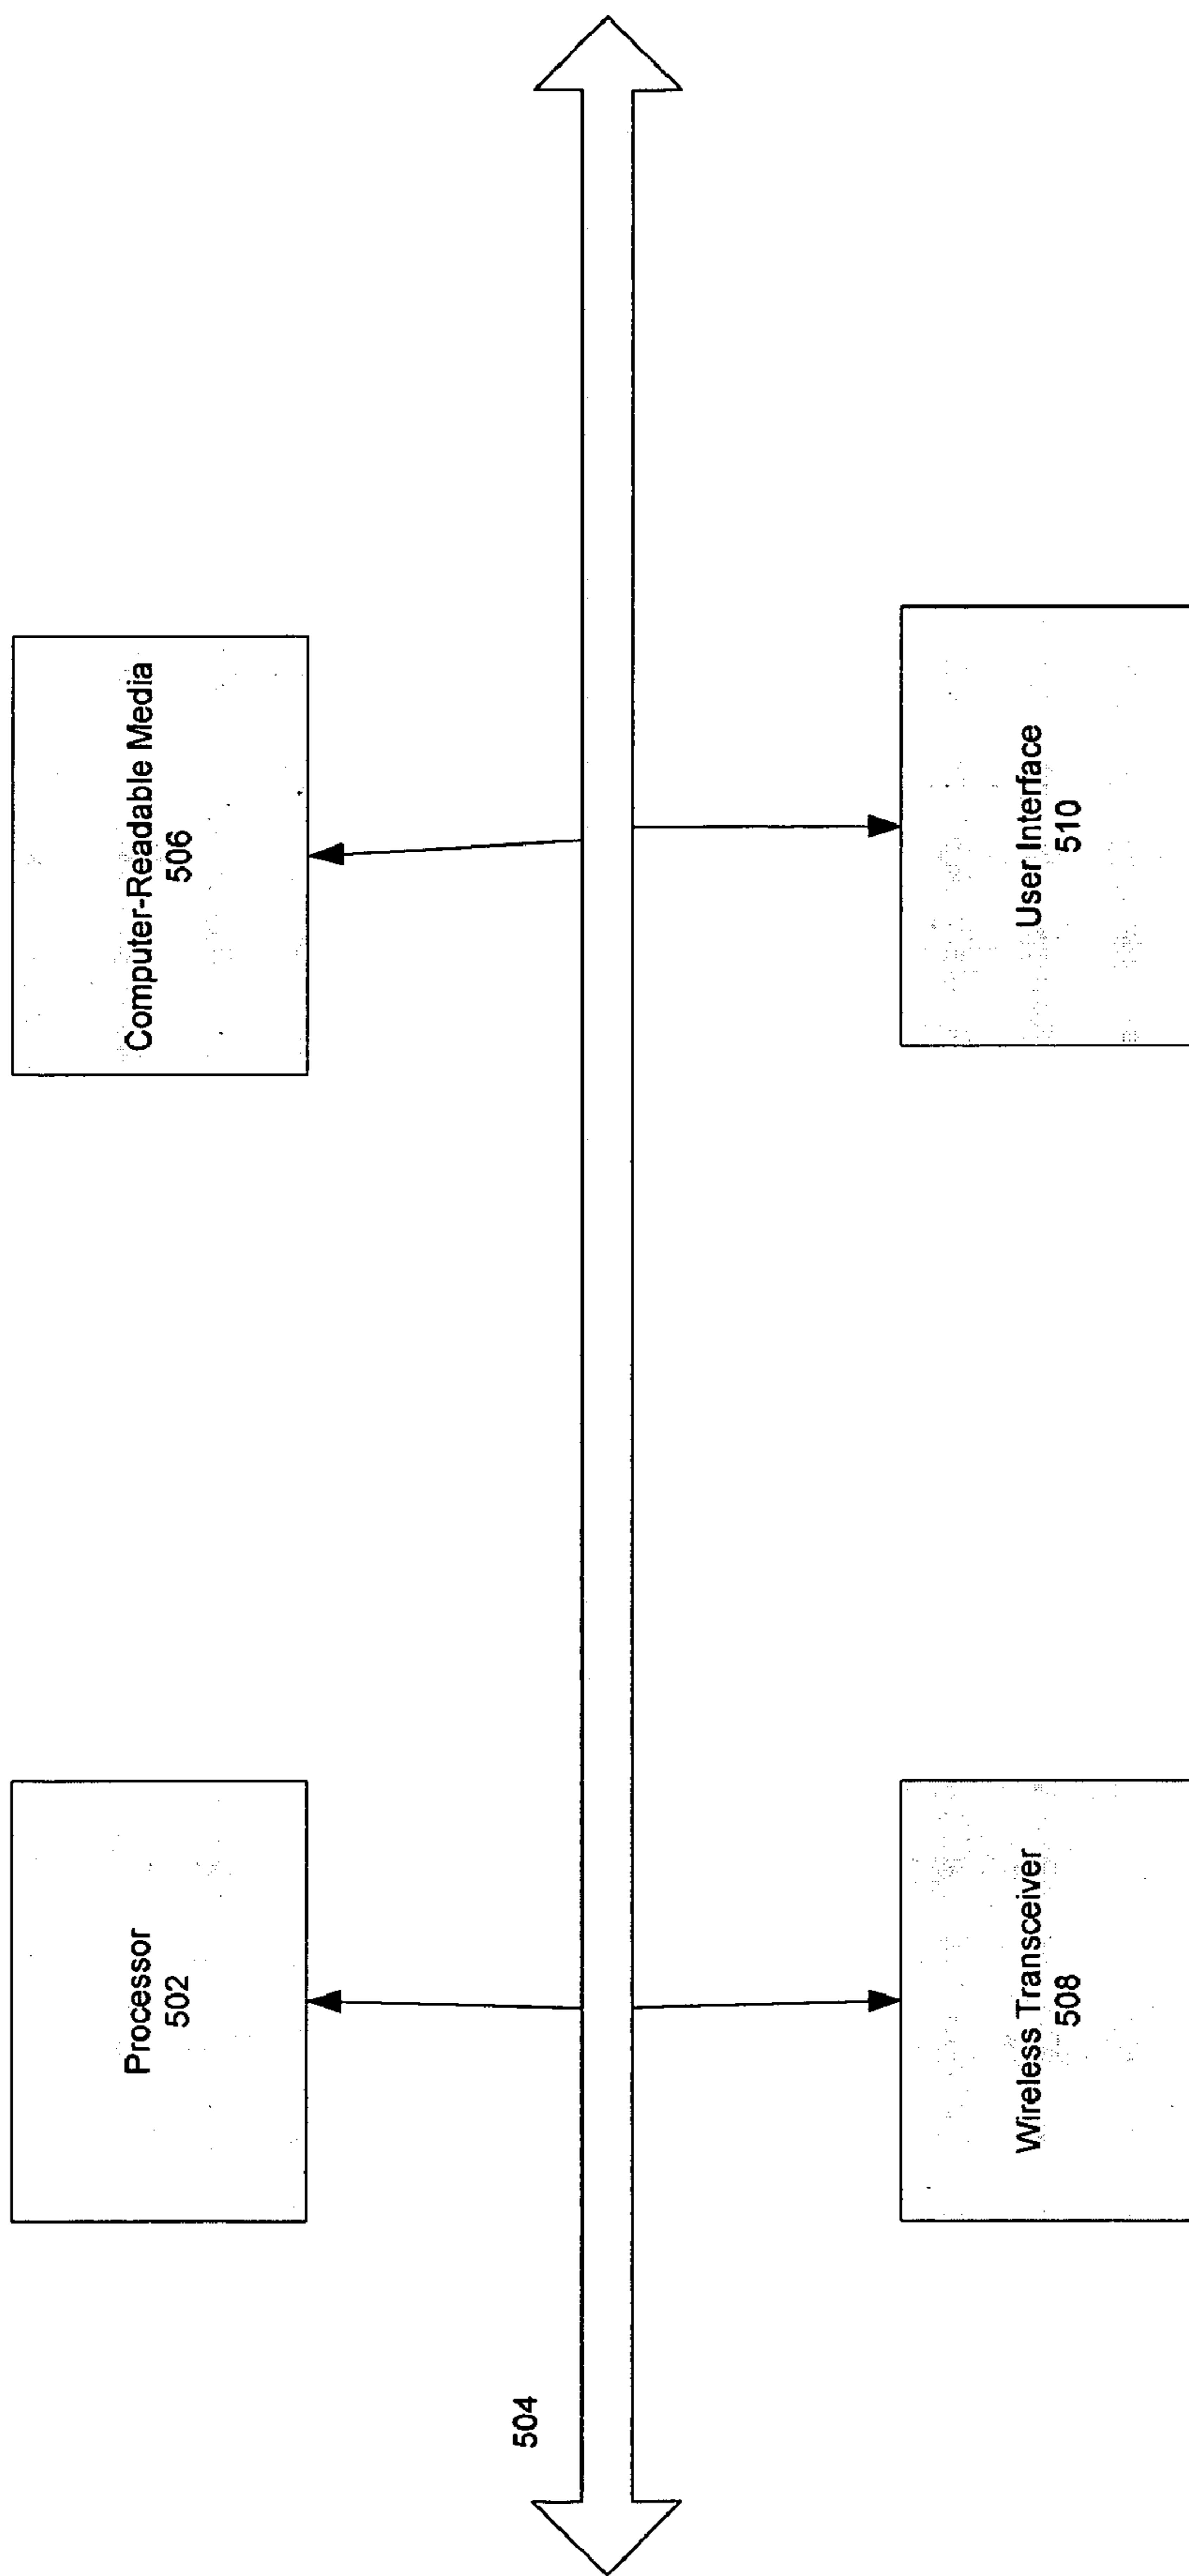 Processor
502
Computer-Readable Media
506
504
Wireless Transceiver
508
User Interface
510